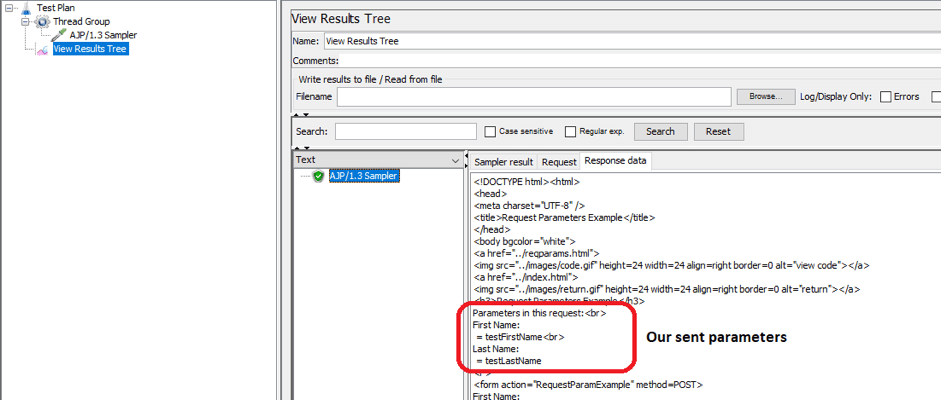 Test Plan
Thread Group
AJP/1.3 Sampler
View Results Tree
View Results Tree
Name: View Results Tree
Comments:
Write results to file / Read from file
Filename Browse... Log/Display Only: Errors
Search: Case sensitive Regular exp. Search Reset
Text
AJP/1.3 Sampler
Sampler result Request Response data
<!DOCTYPE html><html>
<head>
<meta charset="UTF-8" />
<title>Request Parameters Example</title>
</head>
<body bgcolor="white">
<a href="../reqparams.html">
<img src="../images/code.gif" height=24 width=24 align=right border=0 alt="view code"></a>
<a href="../index.html">
<img src="../images/return.gif" height=24 width=24 align=right border=0 alt="return"></a>
<h3>Request Parameters Example</h3>
Parameters in this request:<br>
First Name:
= testFirstName<br>
Last Name:
= testLastName
Our sent parameters
<form action="RequestParamExample" method=POST>
First Name: